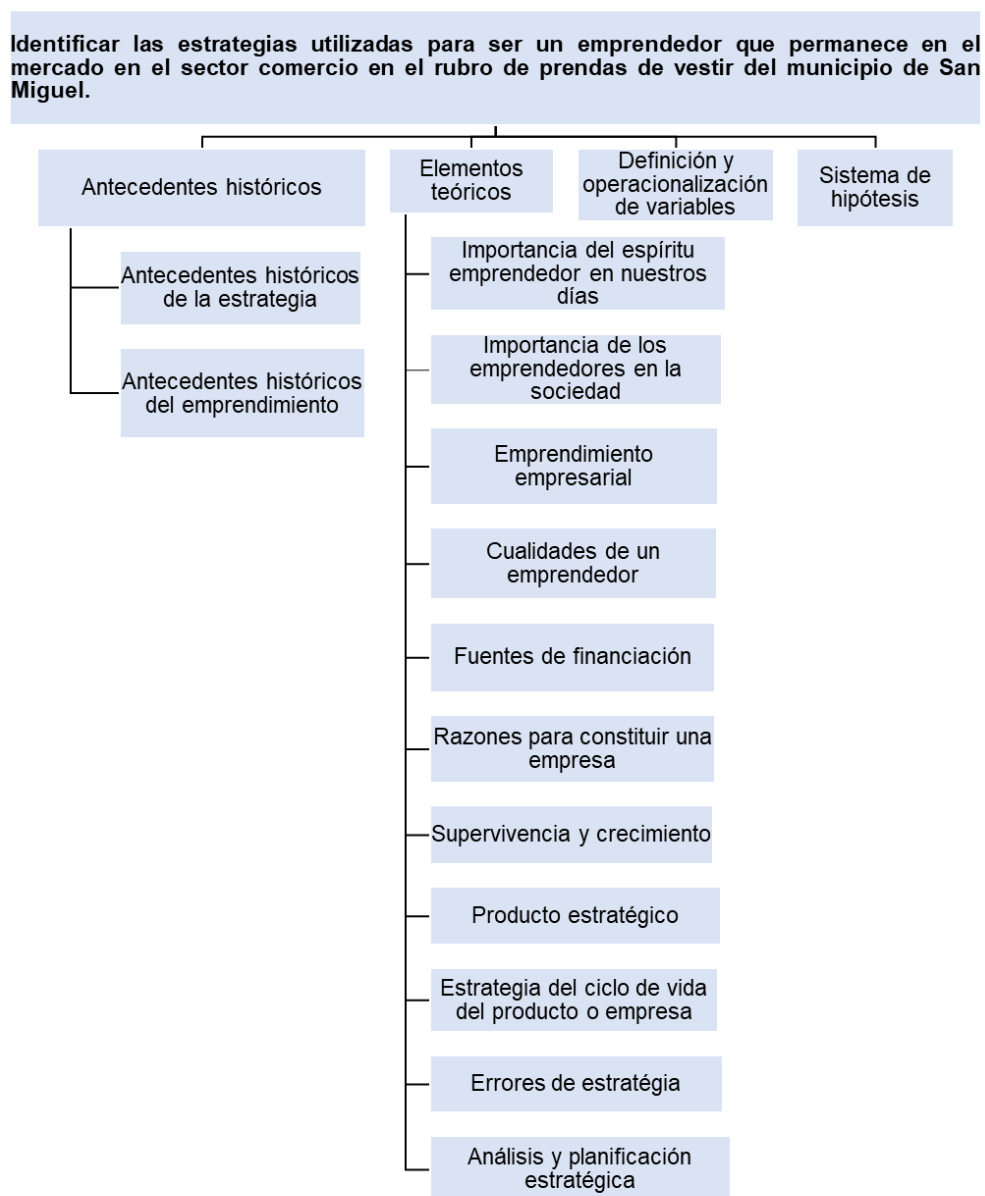 Identificar las estrategias utilizadas para ser un emprendedor que permanece en el
mercado en el sector comercio en el rubro de prendas de vestir del municipio de San
Miguel.
Antecedentes históricos
Antecedentes históricos
de la estrategia
Antecedentes históricos
del emprendimiento
Elementos
teóricos
Importancia del espíritu
emprendedor en nuestros
días
Importancia de los
emprendedores en la
sociedad
Emprendimiento
empresarial
Cualidades de un
emprendedor
Fuentes de financiación
Razones para constituir una
empresa
Supervivencia y crecimiento
Producto estratégico
Estrategia del ciclo de vida
del producto o empresa
Errores de estratégia
Análisis y planificación
estratégica
Definición y
operacionalización
de variables
Sistema de
hipótesis